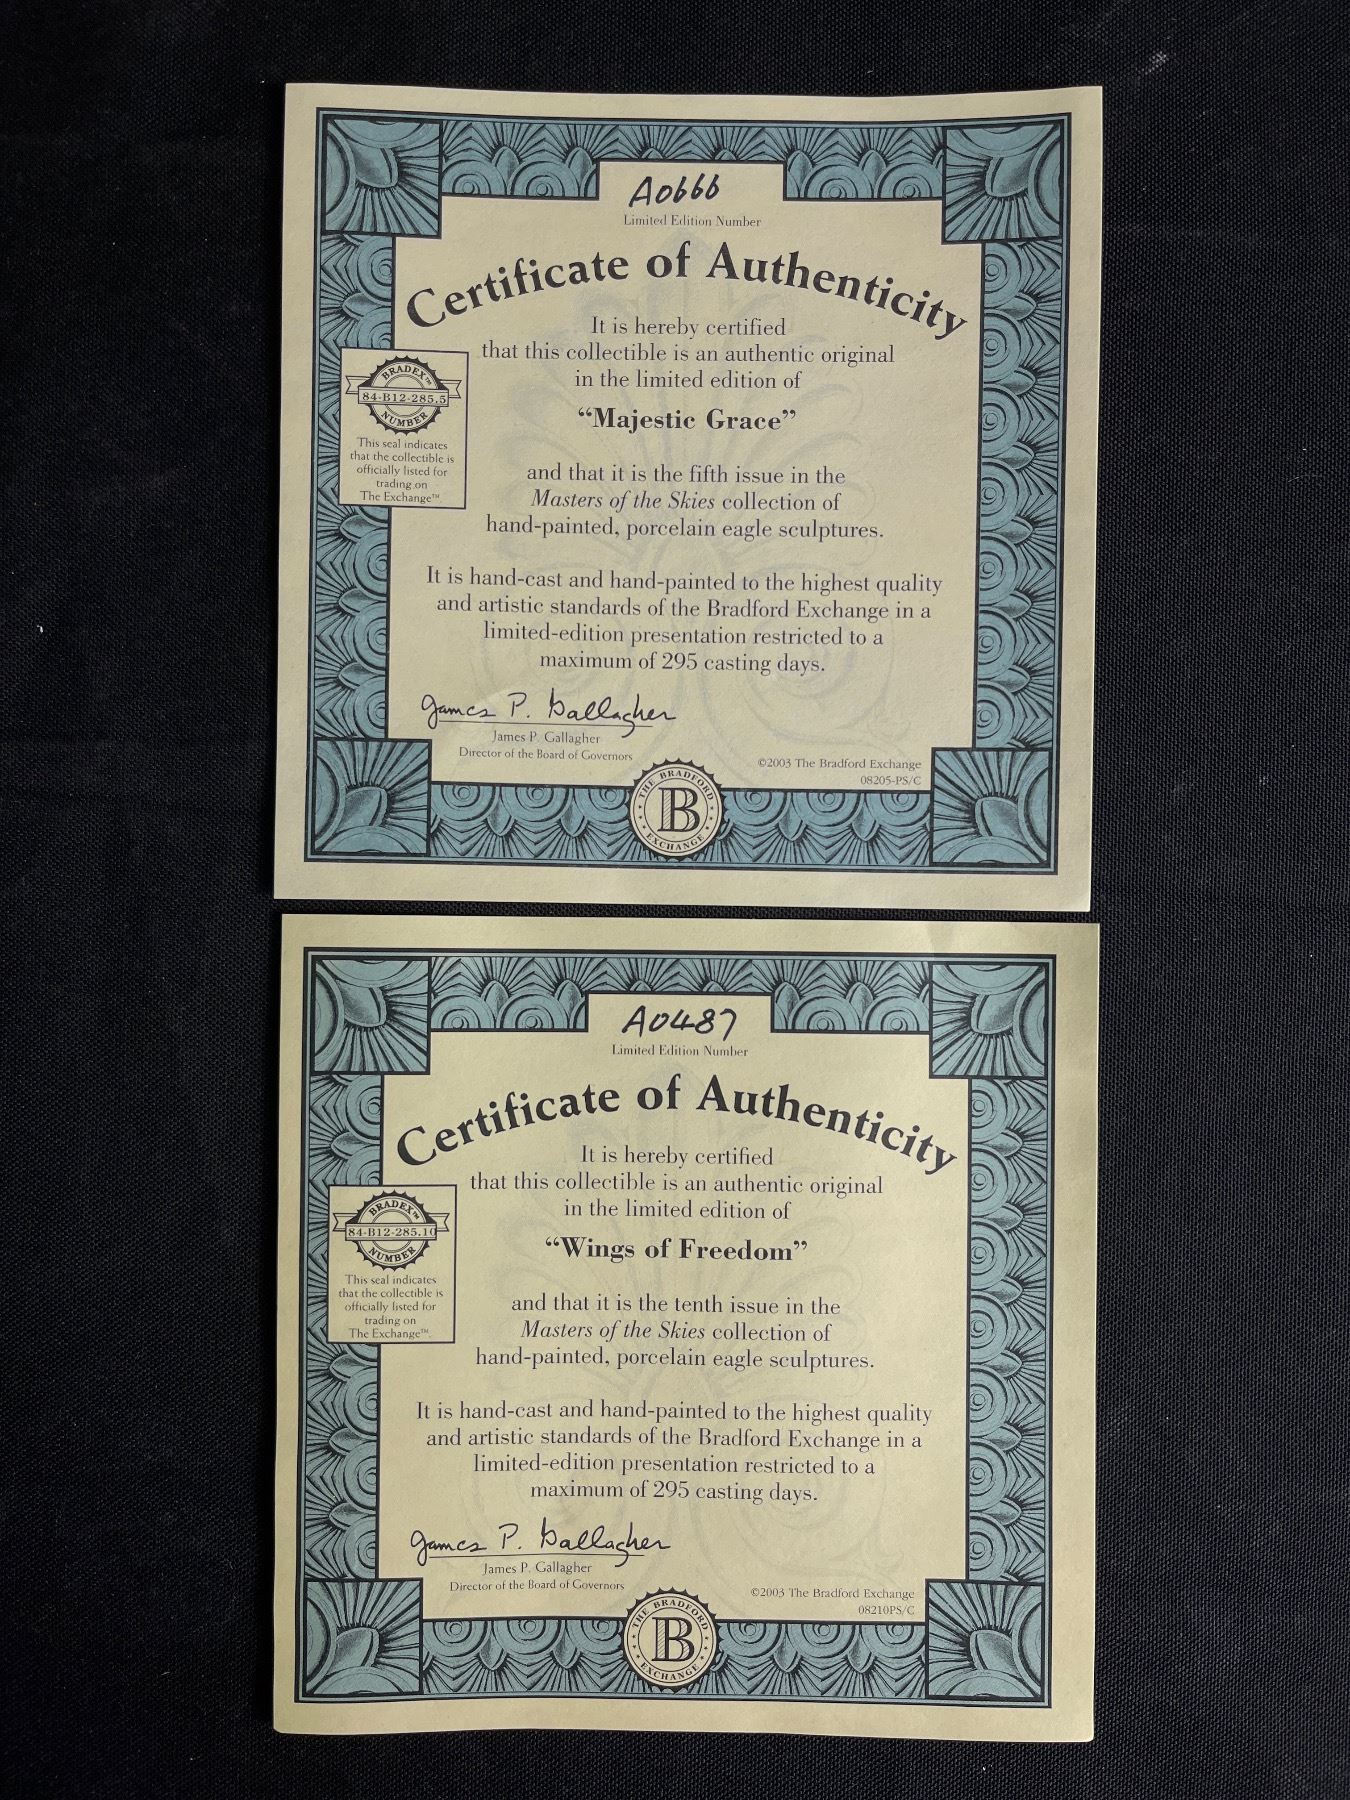 A0666
Limited Edition Number
Certificate of Authenticity
It is hereby certified
that this collectible is an authentic original
in the limited edition of
“Majestic Grace”
BRADEX™
84-B12-285.5
NUMBER
This seal indicates
that the collectible is
officially listed for
trading on
The Exchange™
and that it is the fifth issue in the
Masters of the Skies collection of
hand-painted, porcelain eagle sculptures.
It is hand-cast and hand-painted to the highest quality
and artistic standards of the Bradford Exchange in a
limited-edition presentation restricted to a
maximum of 295 casting days.
James P. Gallagher
James P. Gallagher
Director of the Board of Governors
©2003 The Bradford Exchange
08205-PS/C
THE BRADFORD
B
EXCHANGE
A0487
Limited Edition Number
Certificate of Authenticity
It is hereby certified
that this collectible is an authentic original
in the limited edition of
“Wings of Freedom”
BRADEX™
84-B12-285.10
NUMBER
This seal indicates
that the collectible is
officially listed for
trading on
The Exchange™
and that it is the tenth issue in the
Masters of the Skies collection of
hand-painted, porcelain eagle sculptures.
It is hand-cast and hand-painted to the highest quality
and artistic standards of the Bradford Exchange in a
limited-edition presentation restricted to a
maximum of 295 casting days.
James P. Gallagher
James P. Gallagher
Director of the Board of Governors
©2003 The Bradford Exchange
08210PS/C
THE BRADFORD
B
EXCHANGE